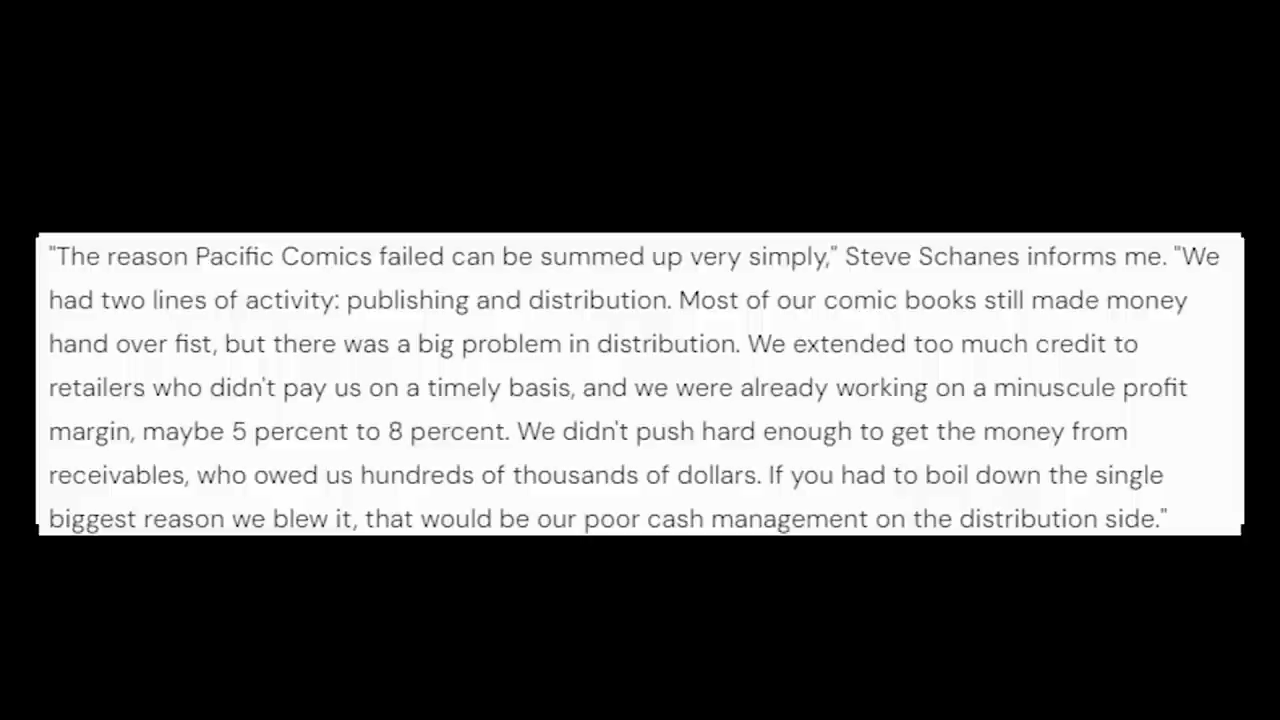 "The reason Pacific Comics failed can be summed up very simply," Steve Schanes informs me. "We
had two lines of activity: publishing and distribution. Most of our comic books still made money
hand over fist, but there was a big problem in distribution. We extended too much credit to
retailers who didn't pay us on a timely basis, and we were already working on a minuscule profit
margin, maybe 5 percent to 8 percent. We didn't push hard enough to get the money from
receivables, who owed us hundreds of thousands of dollars. If you had to boil down the single
biggest reason we blew it, that would be our poor cash management on the distribution side."